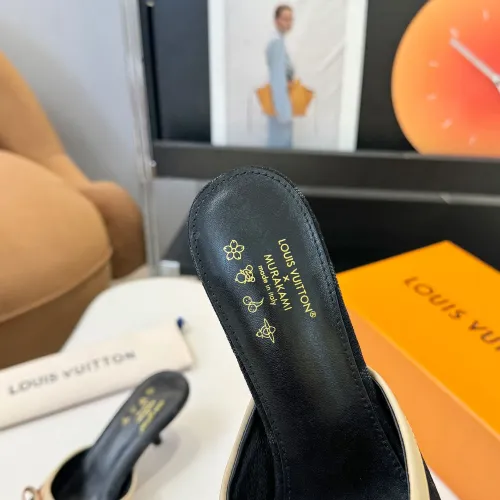 LOUIS VUITTON®
×
MURAKAMI
made in italy
LOUIS VUITTON
LOUIS VUITTON